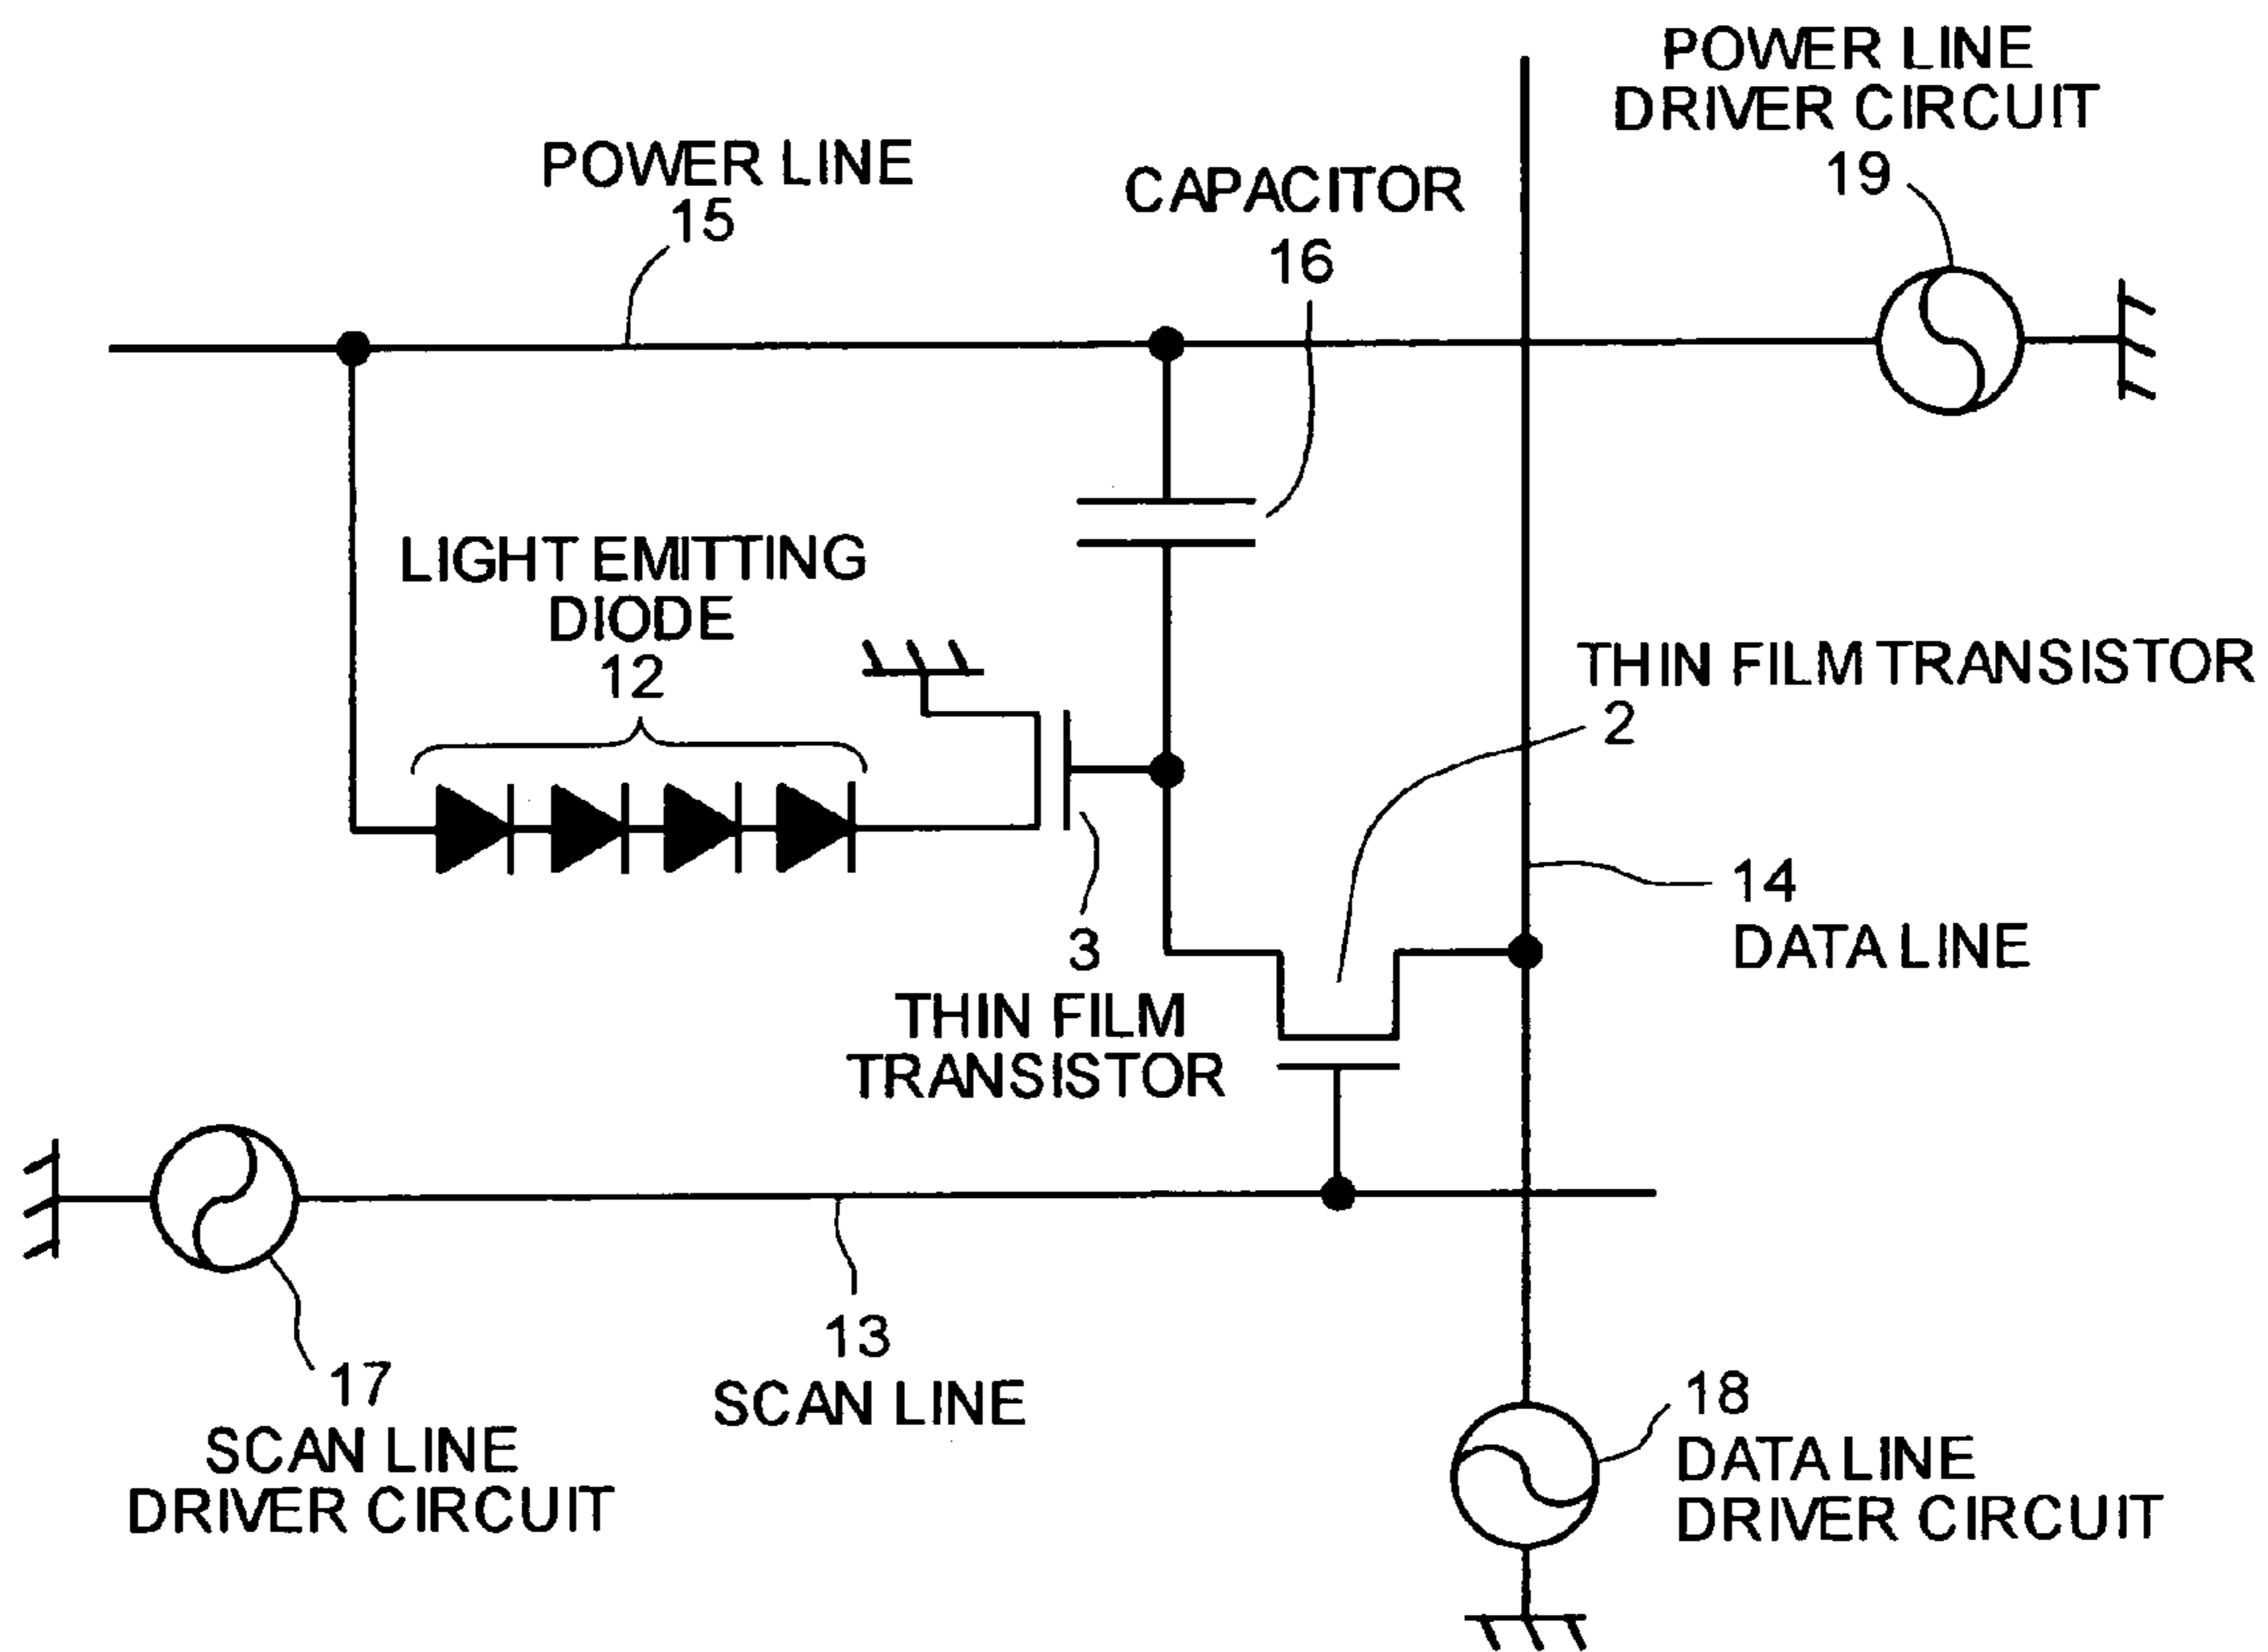 POWER LINE
DRIVER CIRCUIT
19
POWER LINE
15
CAPACITOR
16
LIGHT EMITTING
DIODE
12
THIN FILM TRANSISTOR
2
14
DATA LINE
3
THIN FILM
TRANSISTOR
13
SCAN LINE
17
SCAN LINE
DRIVER CIRCUIT
18
DATA LINE
DRIVER CIRCUIT